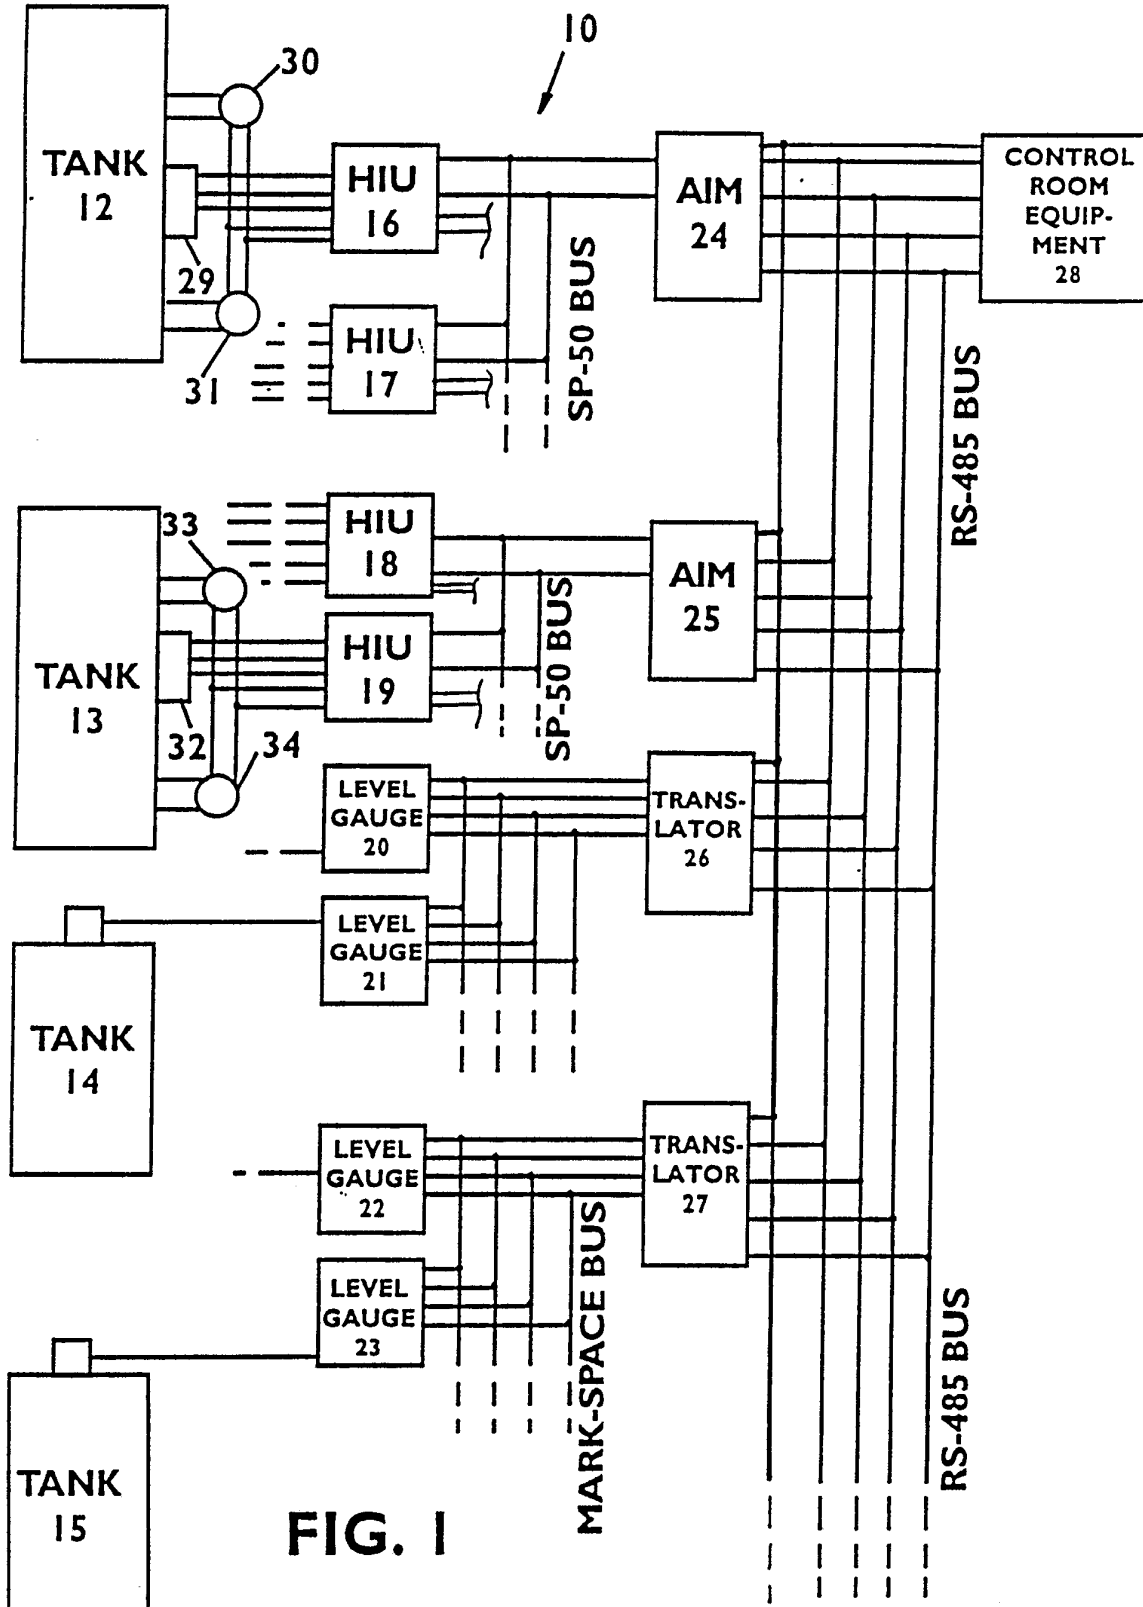 10
30
TANK
12
29
31
HIU
16
HIU
17
SP-50 BUS
AIM
24
CONTROL
ROOM
EQUIP-
MENT
28
RS-485 BUS
33
TANK
13
32
34
HIU
18
HIU
19
SP-50 BUS
AIM
25
LEVEL
GAUGE
20
LEVEL
GAUGE
21
TRANS-
LATOR
26
TANK
14
LEVEL
GAUGE
22
LEVEL
GAUGE
23
TRANS-
LATOR
27
MARK-SPACE BUS
RS-485 BUS
TANK
15
FIG. 1